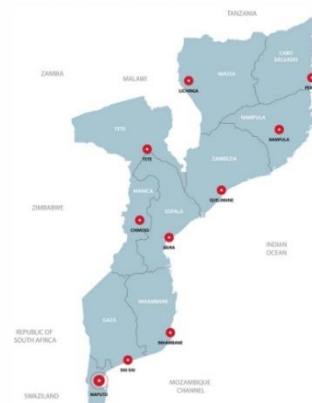 TANZANIA
CABO
DELGADO
ZAMBIA
MALAWI
NIASSA
LICHINGA
NAMPULA
NAMPULA
TETE
TETE
ZAMBEZIA
QUELIMANE
MANICA
SOFALA
CHIMOIO
BEIRA
ZIMBABWE
INDIAN
OCEAN
INHAMBANE
GAZA
INHAMBANE
REPUBLIC OF
SOUTH AFRICA
XAI-XAI
MAPUTO
MOZAMBIQUE
CHANNEL
SWAZILAND